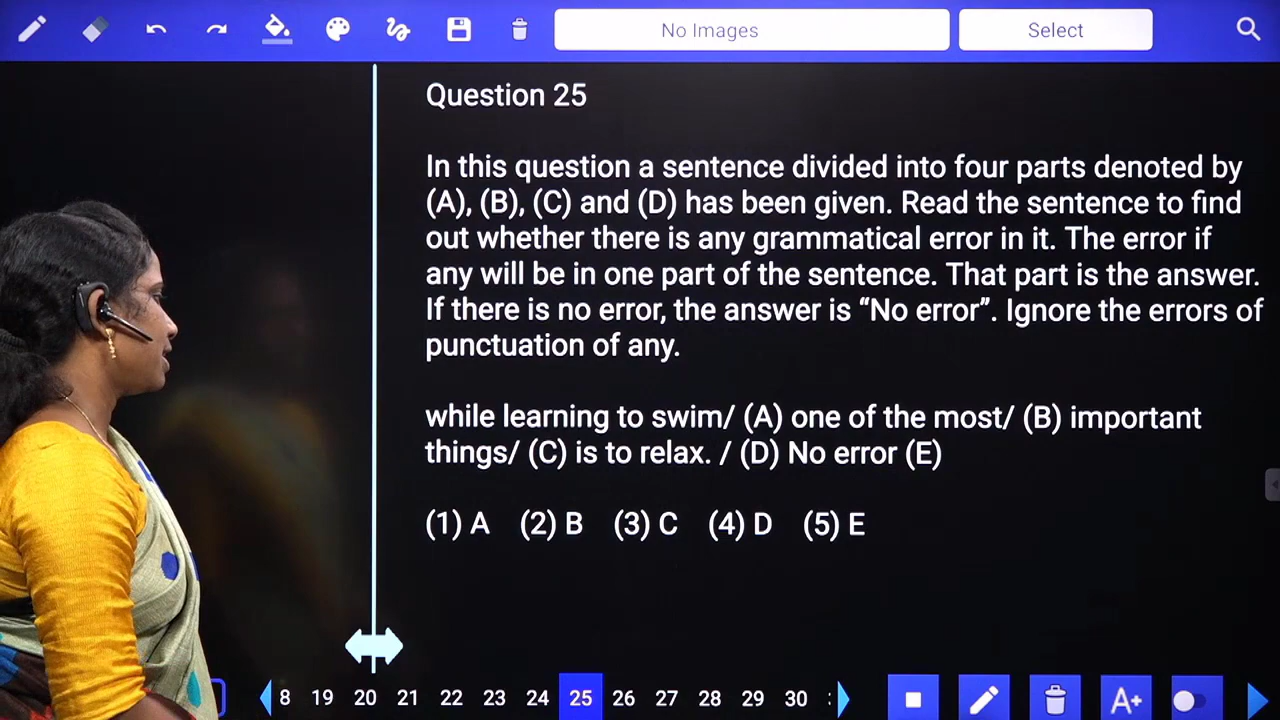 No Images
Select
Question 25
In this question a sentence divided into four parts denoted by
(A), (B), (C) and (D) has been given. Read the sentence to find
out whether there is any grammatical error in it. The error if
any will be in one part of the sentence. That part is the answer.
If there is no error, the answer is “No error”. Ignore the errors of
punctuation of any.
while learning to swim/ (A) one of the most/ (B) important
things/ (C) is to relax. / (D) No error (E)
(1) A (2) B (3) C (4) D (5) E
8 19 20 21 22 23 24 25 26 27 28 29 30
A+